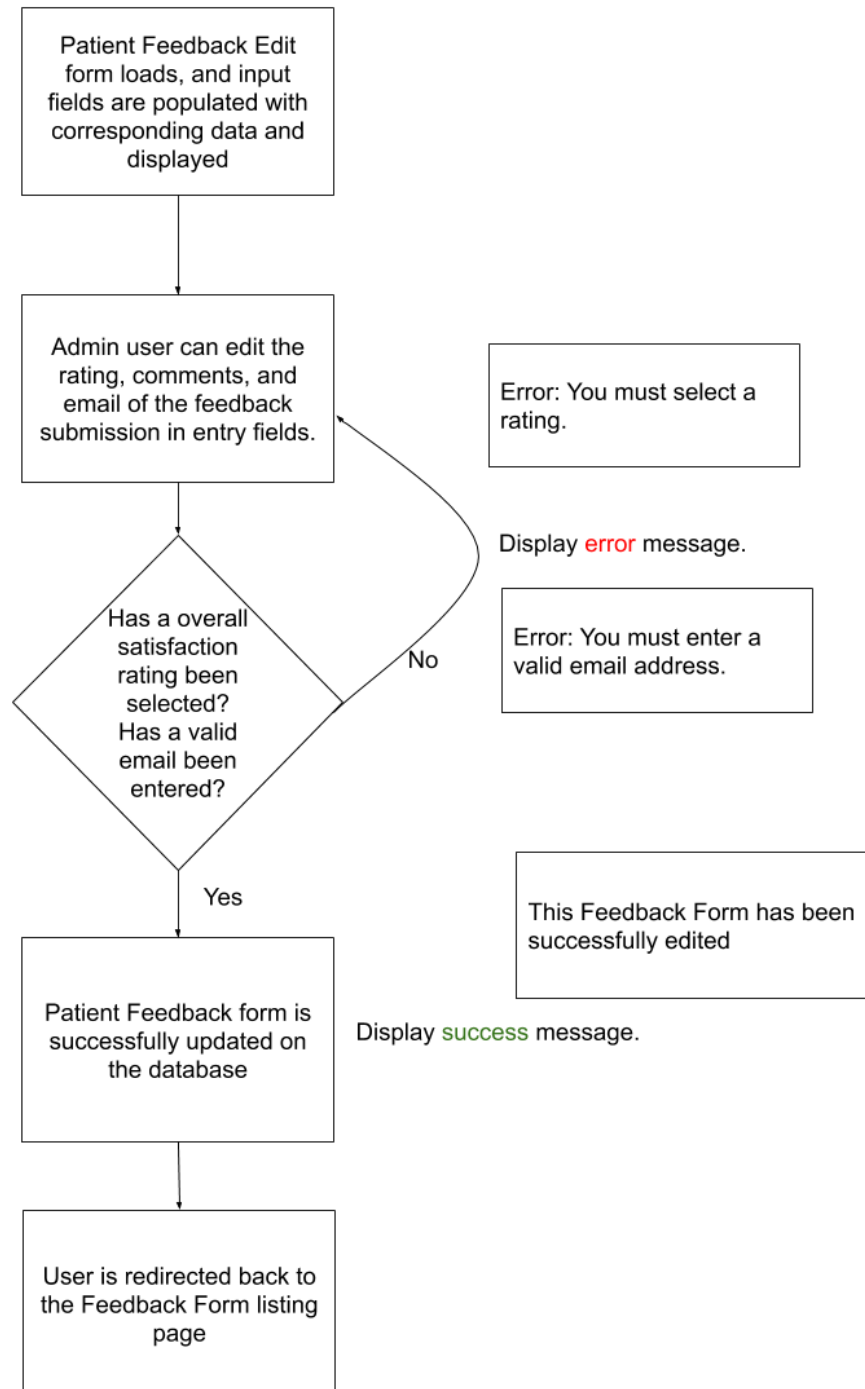 Patient Feedback Edit
form loads, and input
fields are populated with
corresponding data and
displayed
Admin user can edit the
rating, comments, and
email of the feedback
submission in entry fields.
Error: You must select a
rating.
Display error message.
Has a overall
satisfaction
rating been
selected?
Has a valid
email been
entered?
No
Error: You must enter a
valid email address.
Yes
This Feedback Form has been
successfully edited
Patient Feedback form is
successfully updated on
the database
Display success message.
User is redirected back to
the Feedback Form listing
page